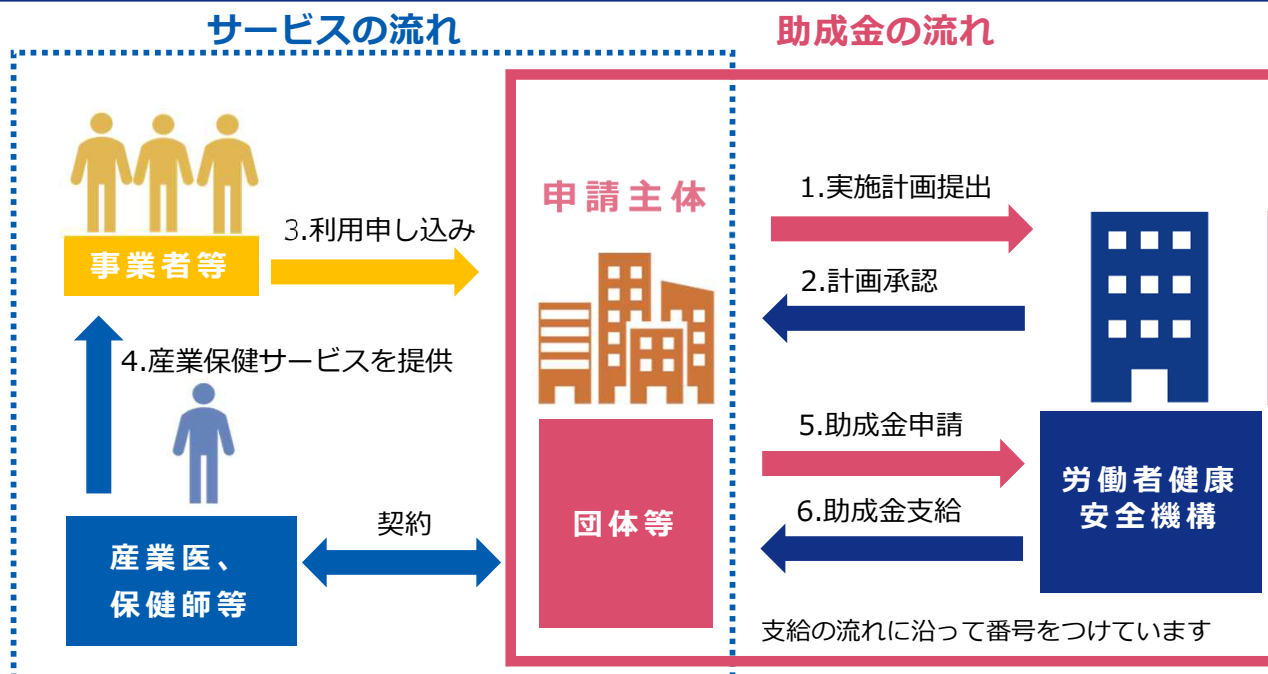 サービスの流れ
助成金の流れ
申請主体
1.実施計画提出
3.利用申し込み
事業者等
2.計画承認
4.産業保健サービスを提供
5.助成金申請
労働者健康
安全機構
6.助成金支給
契約
団体等
産業医、
保健師等
支給の流れに沿って番号をつけています